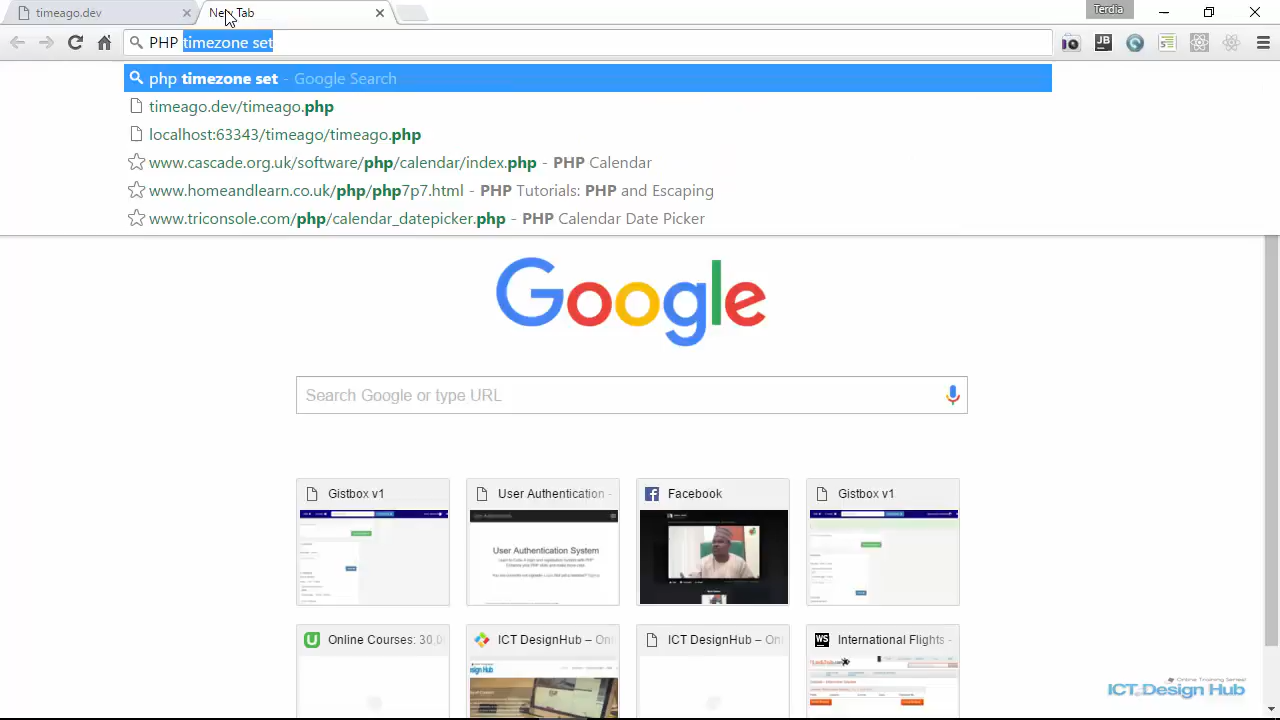 timeago.dev
New Tab
Terdia
PHP timezone set
php timezone set - Google Search
timeago.dev/timeago.php
localhost:63343/timeago/timeago.php
www.cascade.org.uk/software/php/calendar/index.php - PHP Calendar
www.homeandlearn.co.uk/php/php7p7.html - PHP Tutorials: PHP and Escaping
www.triconsole.com/php/calendar_datepicker.php - PHP Calendar Date Picker
Google
Search Google or type URL
Gistbox v1
User Authentication -
Facebook
Gistbox v1
User Authentication System
Online Courses: 30,0
ICT DesignHub – On
ICT DesignHub – On
International Flights -
Online Training Series!
ICT Design Hub